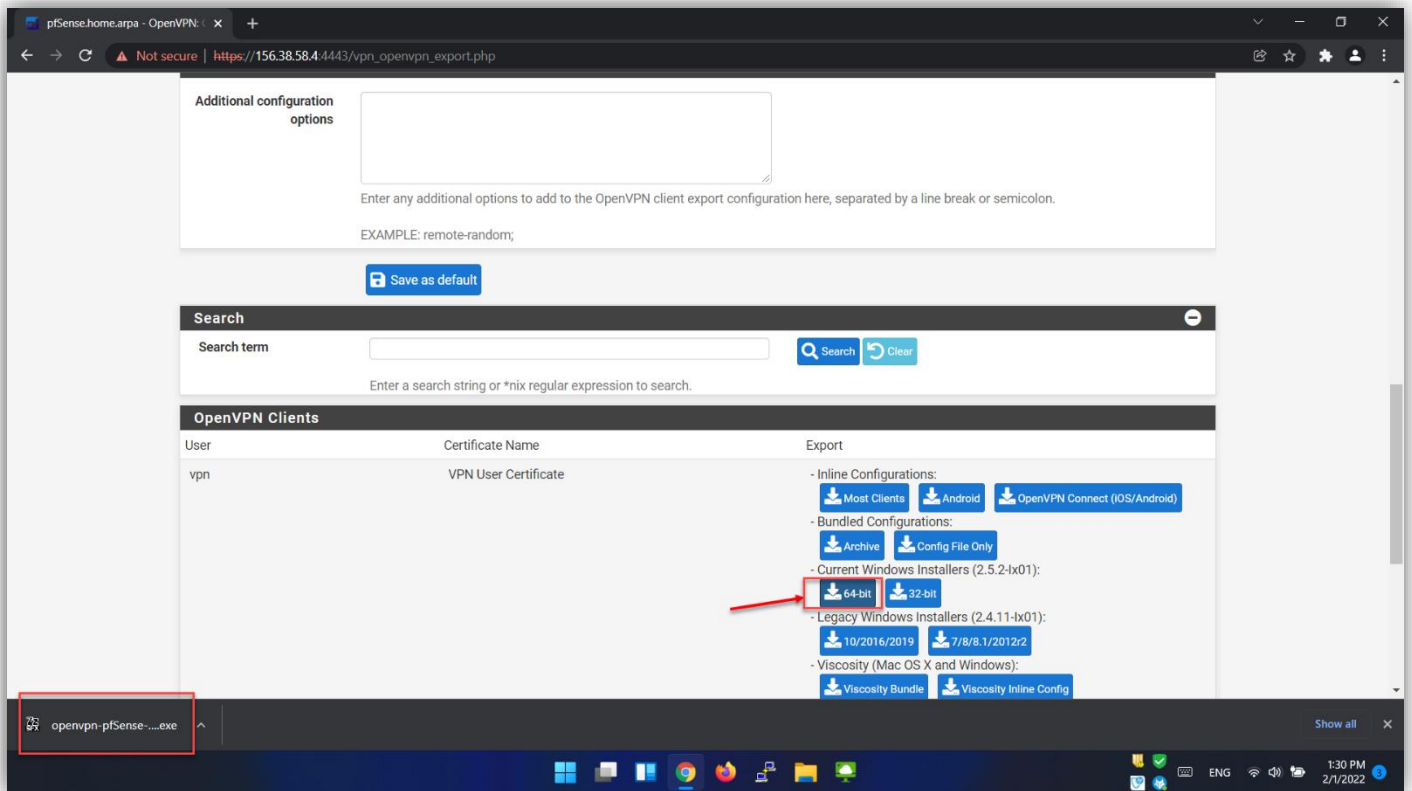 pfSense.home.arpa - OpenVPN: C
Not secure | https://156.38.58.4:4443/vpn_openvpn_export.php
Additional configuration
options
Enter any additional options to add to the OpenVPN client export configuration here, separated by a line break or semicolon.
EXAMPLE: remote-random;
Save as default
Search
Search term
Search
Clear
Enter a search string or *nix regular expression to search.
OpenVPN Clients
User Certificate Name Export
vpn VPN User Certificate - Inline Configurations:
Most Clients Android OpenVPN Connect (iOS/Android)
- Bundled Configurations:
Archive Config File Only
- Current Windows Installers (2.5.2-Ix01):
64-bit 32-bit
- Legacy Windows Installers (2.4.11-Ix01):
10/2016/2019 7/8/8.1/2012r2
- Viscosity (Mac OS X and Windows):
Viscosity Bundle Viscosity Inline Config
openvpn-pfSense-....exe
Show all
ENG
1:30 PM
2/1/2022
3